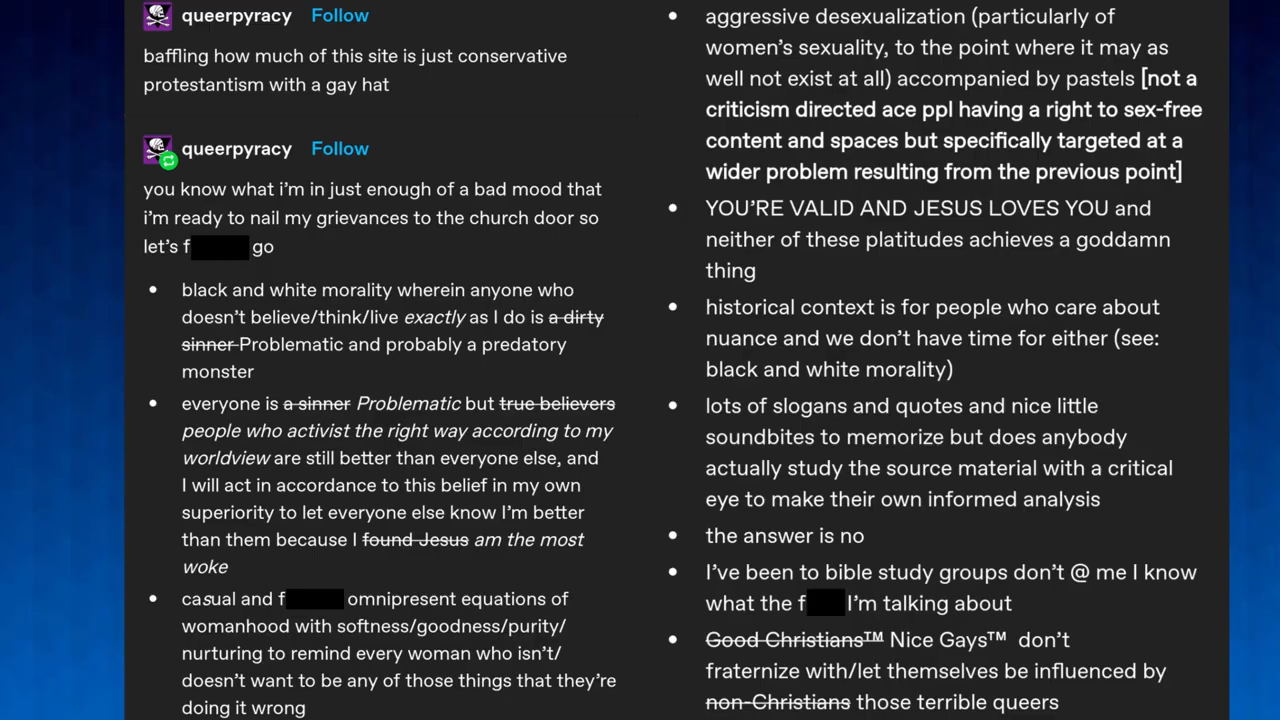 queerpyracy Follow
baffling how much of this site is just conservative
protestantism with a gay hat
queerpyracy Follow
you know what i'm in just enough of a bad mood that
i'm ready to nail my grievances to the church door so
let's f go
• black and white morality wherein anyone who
doesn't believe/think/live exactly as I do is a dirty
sinner Problematic and probably a predatory
monster
• everyone is a sinner Problematic but true believers
people who activist the right way according to my
worldview are still better than everyone else, and
I will act in accordance to this belief in my own
superiority to let everyone else know I'm better
than them because I found Jesus am the most
woke
• casual and f omnipresent equations of
womanhood with softness/goodness/purity/
nurturing to remind every woman who isn't/
doesn't want to be any of those things that they're
doing it wrong
• aggressive desexualization (particularly of
women's sexuality, to the point where it may as
well not exist at all) accompanied by pastels [not a
criticism directed ace ppl having a right to sex-free
content and spaces but specifically targeted at a
wider problem resulting from the previous point]
• YOU'RE VALID AND JESUS LOVES YOU and
neither of these platitudes achieves a goddamn
thing
• historical context is for people who care about
nuance and we don't have time for either (see:
black and white morality)
• lots of slogans and quotes and nice little
soundbites to memorize but does anybody
actually study the source material with a critical
eye to make their own informed analysis
• the answer is no
• I've been to bible study groups don't @ me I know
what the f I'm talking about
• Good Christians™ Nice Gays™ don't
fraternize with/let themselves be influenced by
non-Christians those terrible queers